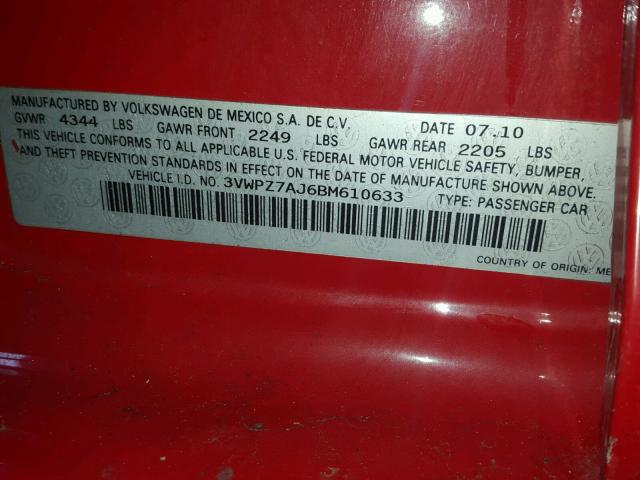 MANUFACTURED BY VOLKSWAGEN DE MEXICO S.A. DE C.V. DATE 07.10
GVWR 4344 LBS GAWR FRONT 2249 LBS GAWR REAR 2205 LBS
THIS VEHICLE CONFORMS TO ALL APPLICABLE U.S. FEDERAL MOTOR VEHICLE SAFETY, BUMPER,
AND THEFT PREVENTION STANDARDS IN EFFECT ON THE DATE OF MANUFACTURE SHOWN ABOVE.
VEHICLE I.D. NO. 3VWPZ7AJ6BM610633 TYPE: PASSENGER CAR
COUNTRY OF ORIGIN: ME